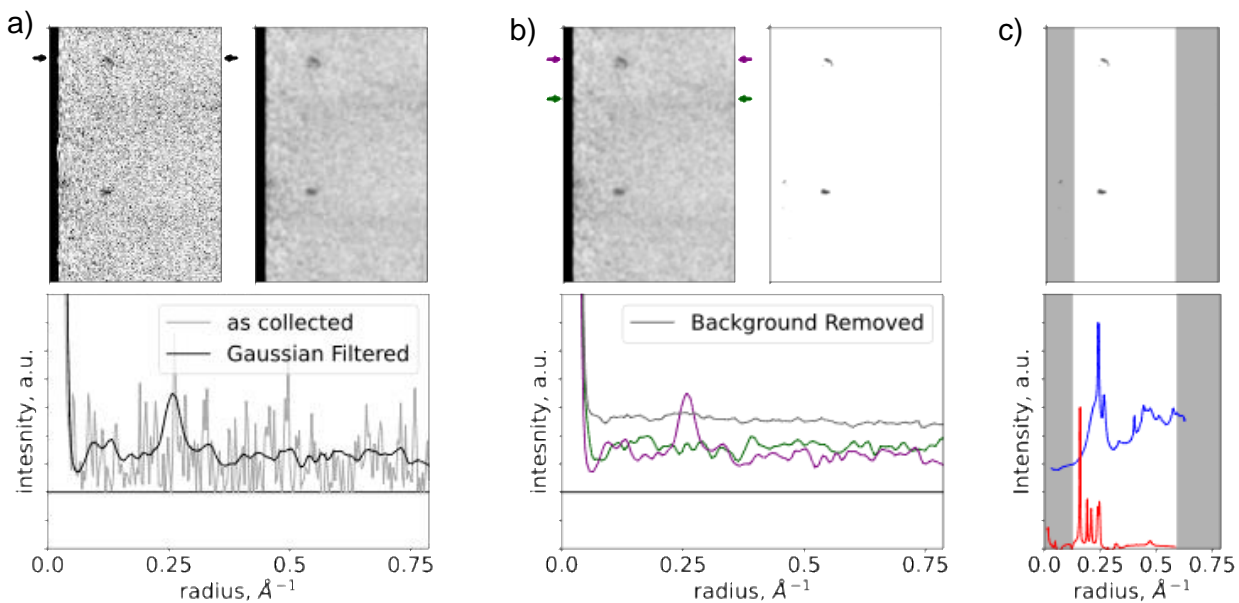 a)
b)
c)
as collected
Gaussian Filtered
intesnity, a.u.
0.0
0.25
0.5
0.75
radius, Å⁻¹
Background Removed
intesnity, a.u.
0.0
0.25
0.5
0.75
radius, Å⁻¹
Intensity, a.u.
0.0 0.25 0.5 0.75
radius, Å⁻¹